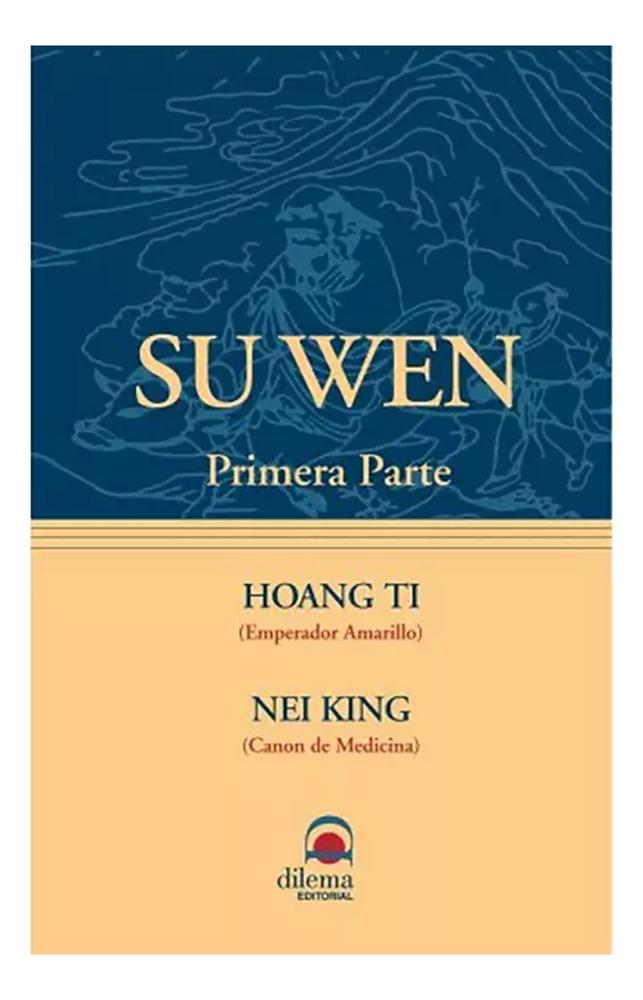 SU WEN
Primera Parte
HOANG TI
(Emperador Amarillo)
NEI KING
(Canon de Medicina)
dilema
EDITORIAL